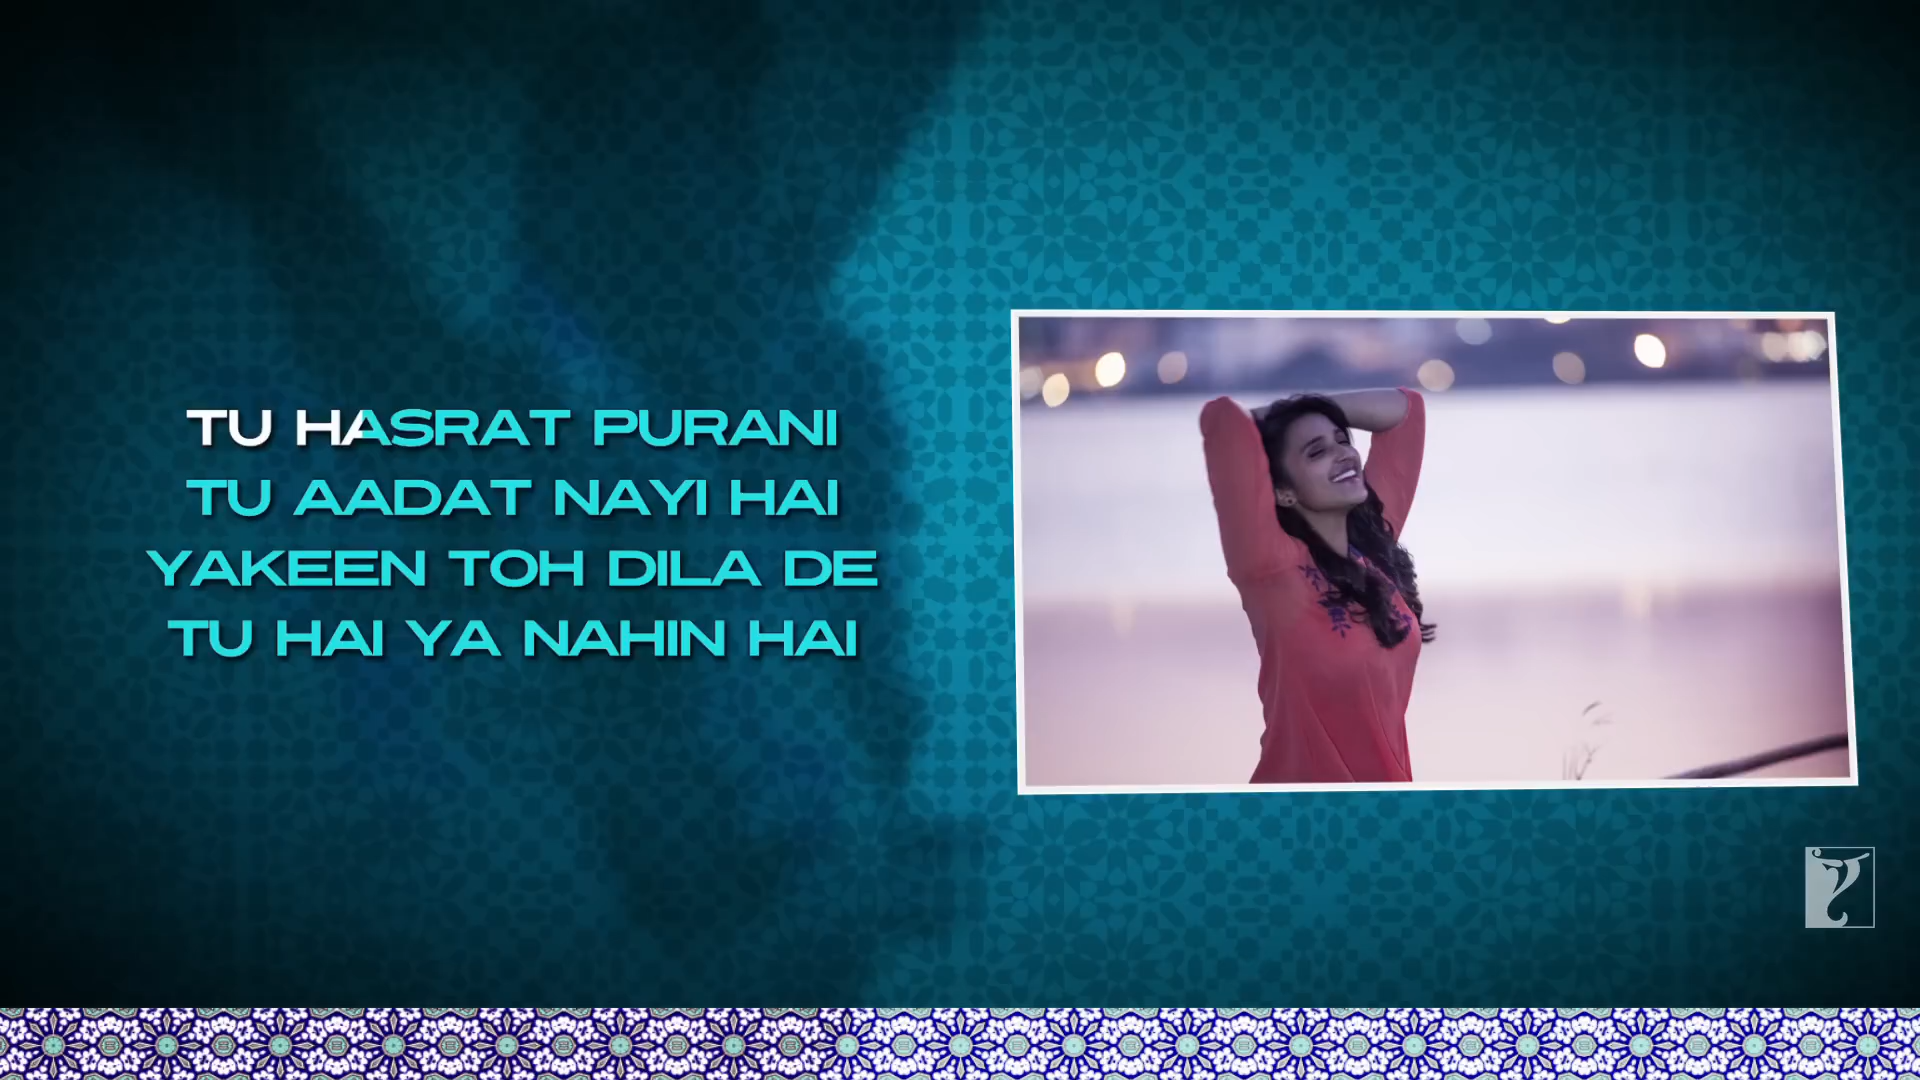 TU HASRAT PURANI
TU AADAT NAYI HAI
YAKEEN TOH DILA DE
TU HAI YA NAHIN HAI